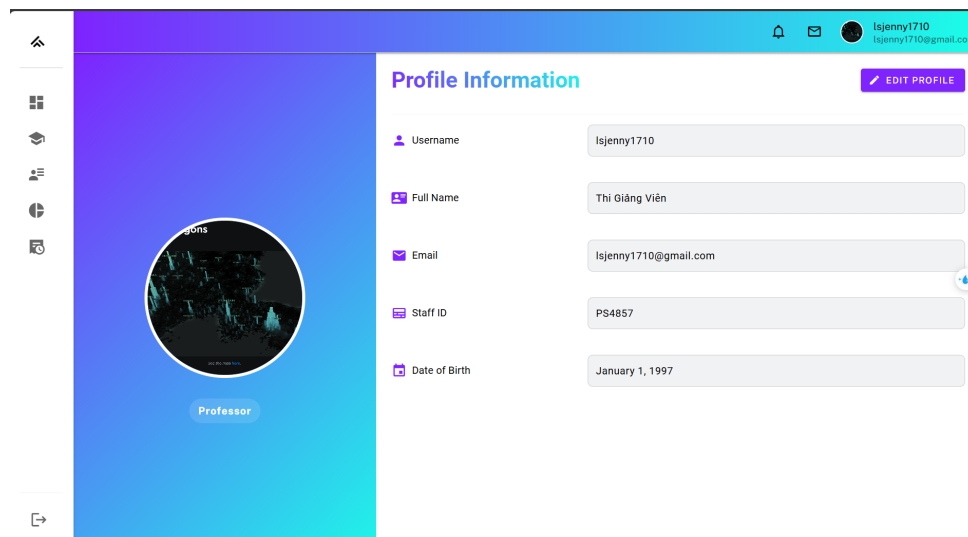 lsjenny1710
lsjenny1710@gmail.co
Profile Information
EDIT PROFILE
Username
lsjenny1710
Full Name
Thi Giảng Viên
Email
lsjenny1710@gmail.com
Staff ID
PS4857
Date of Birth
January 1, 1997
gons
Professor